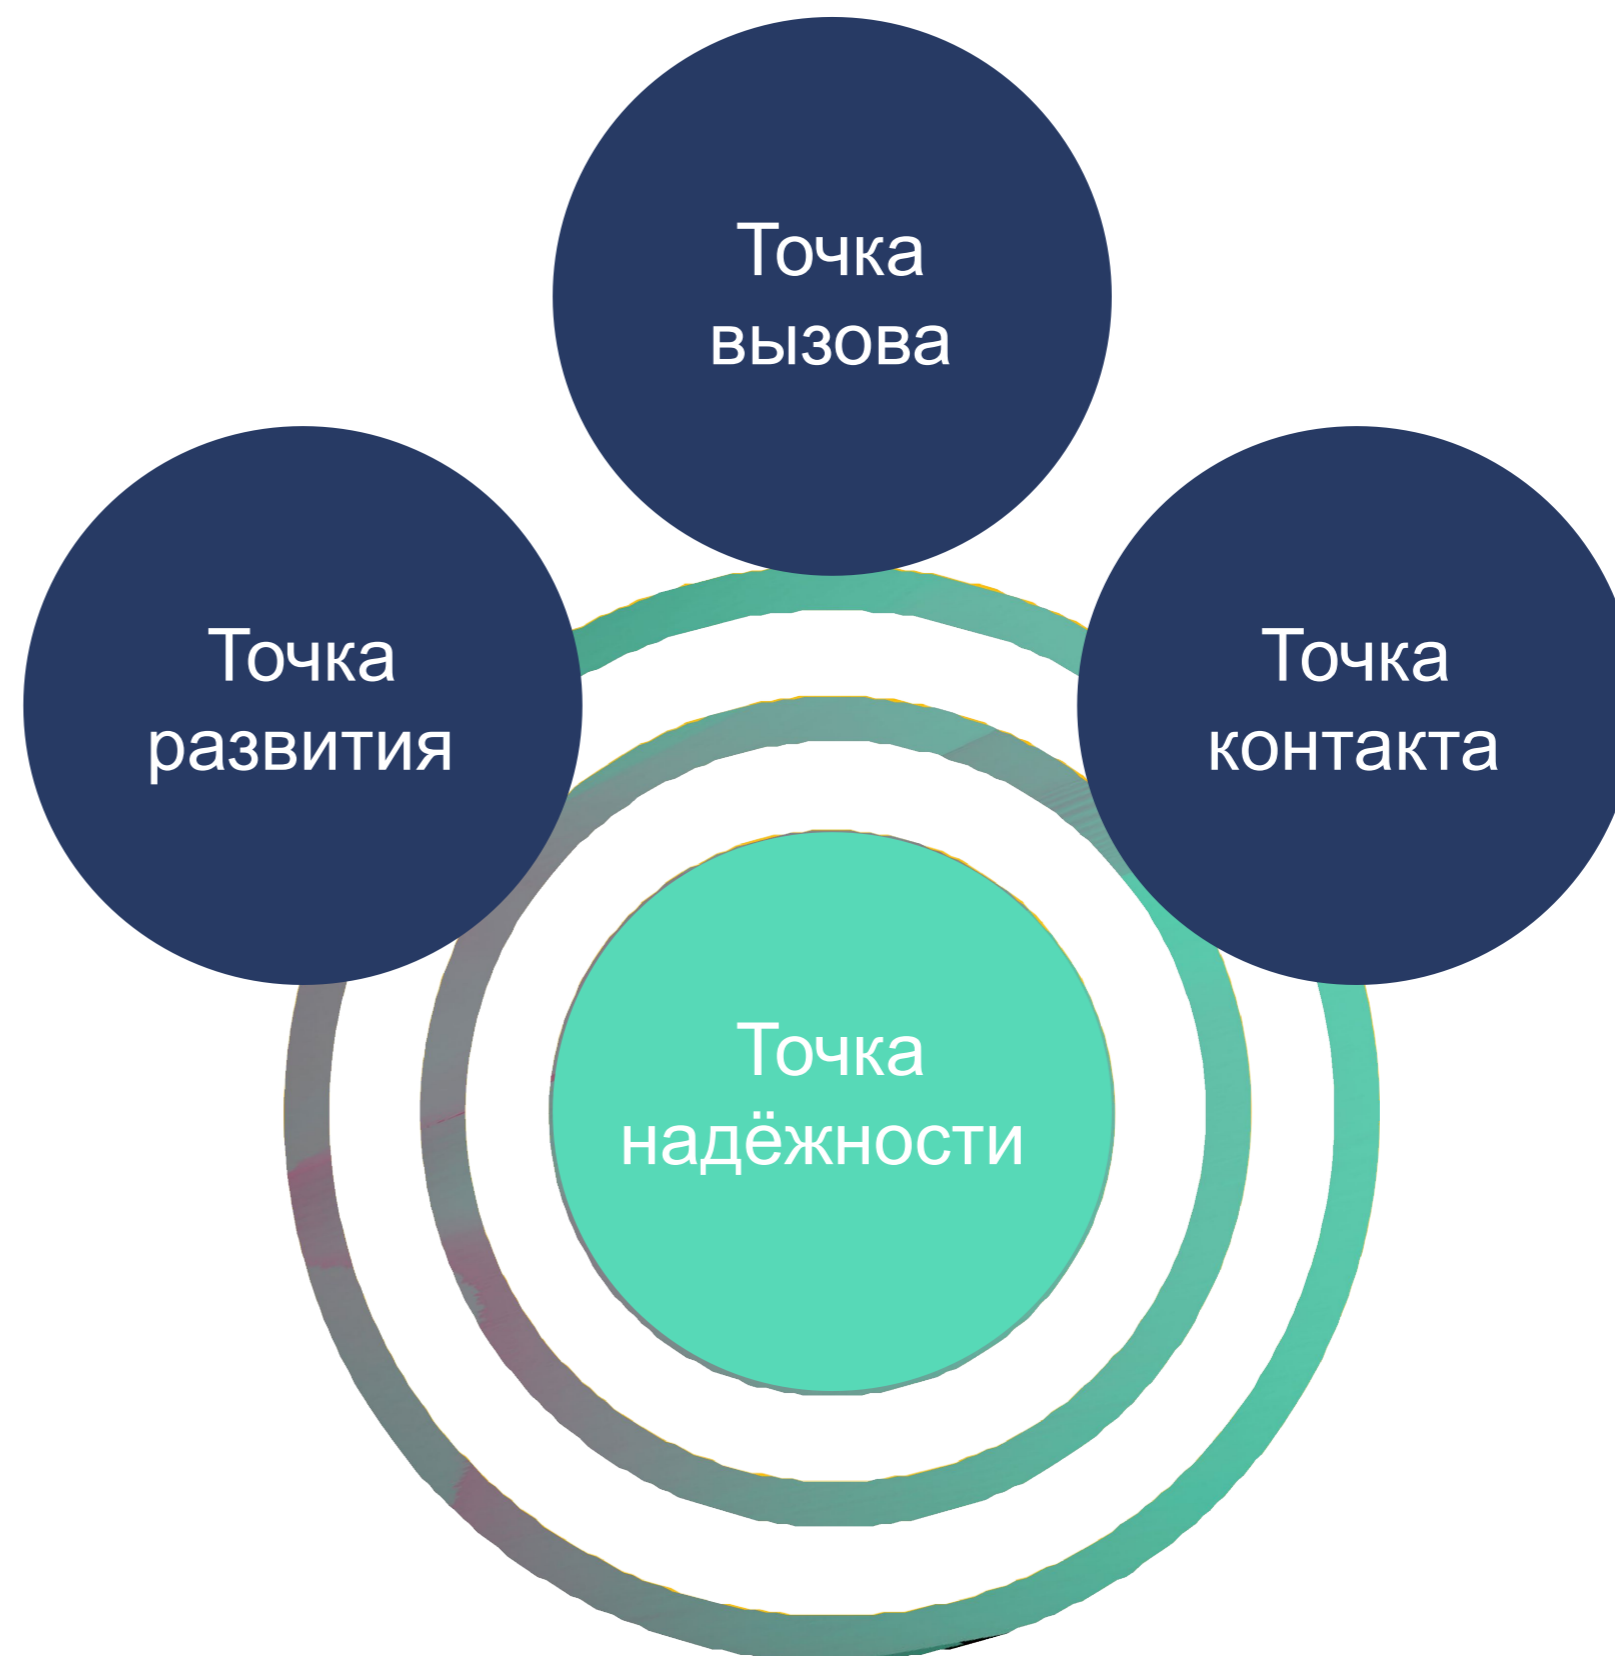 Точка
вызова
Точка
развития
Точка
контакта
Точка
надёжности